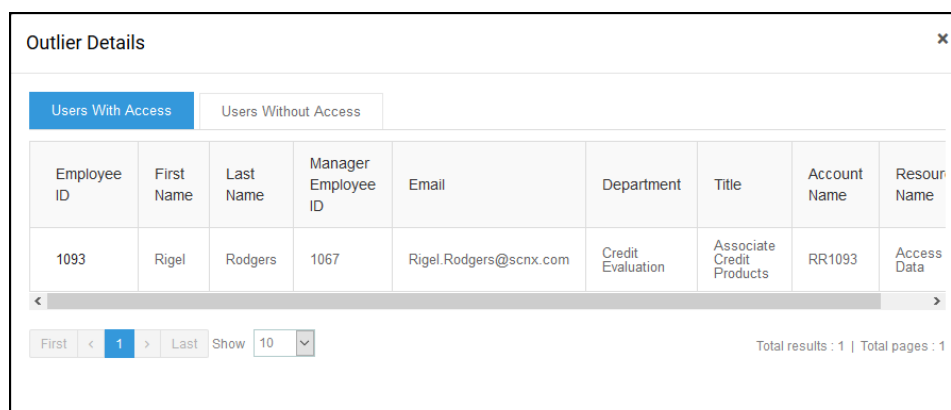 Outlier Details ×
Users With Access Users Without Access
Employee ID First Name Last Name Manager Employee ID Email Department Title Account Name Resour Name
1093 Rigel Rodgers 1067 Rigel.Rodgers@scnx.com Credit Evaluation Associate Credit Products RR1093 Access Data
First < 1 > Last Show 10 Total results : 1 | Total pages : 1